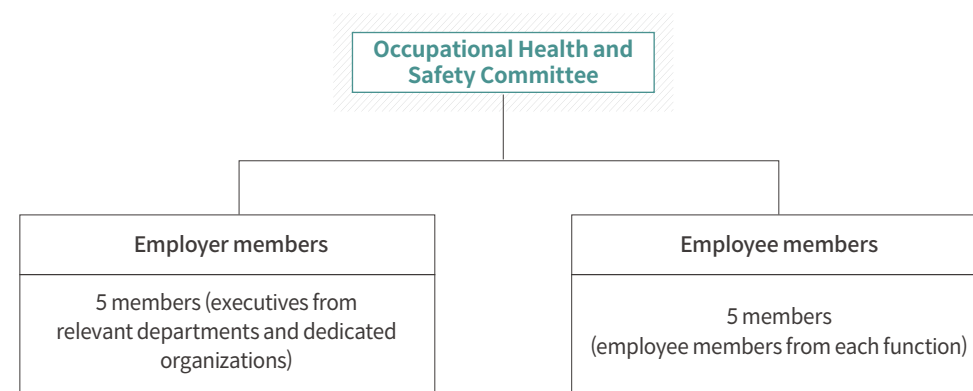 Occupational Health and
Safety Committee
Employer members
5 members (executives from
relevant departments and dedicated
organizations)
Employee members
5 members
(employee members from each function)